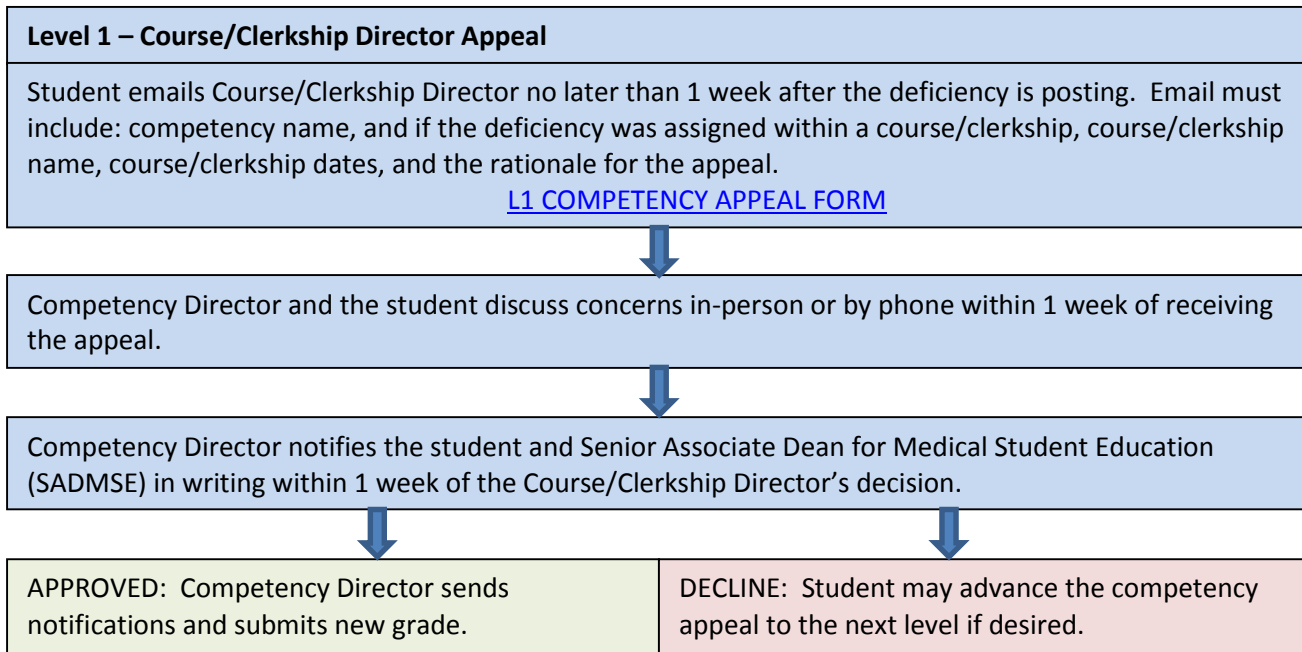 Level 1 – Course/Clerkship Director Appeal
Student emails Course/Clerkship Director no later than 1 week after the deficiency is posting.  Email must
include: competency name, and if the deficiency was assigned within a course/clerkship, course/clerkship
name, course/clerkship dates, and the rationale for the appeal.
L1 COMPETENCY APPEAL FORM
Competency Director and the student discuss concerns in-person or by phone within 1 week of receiving
the appeal.
Competency Director notifies the student and Senior Associate Dean for Medical Student Education
(SADMSE) in writing within 1 week of the Course/Clerkship Director’s decision.
APPROVED:  Competency Director sends
notifications and submits new grade.
DECLINE:  Student may advance the competency
appeal to the next level if desired.